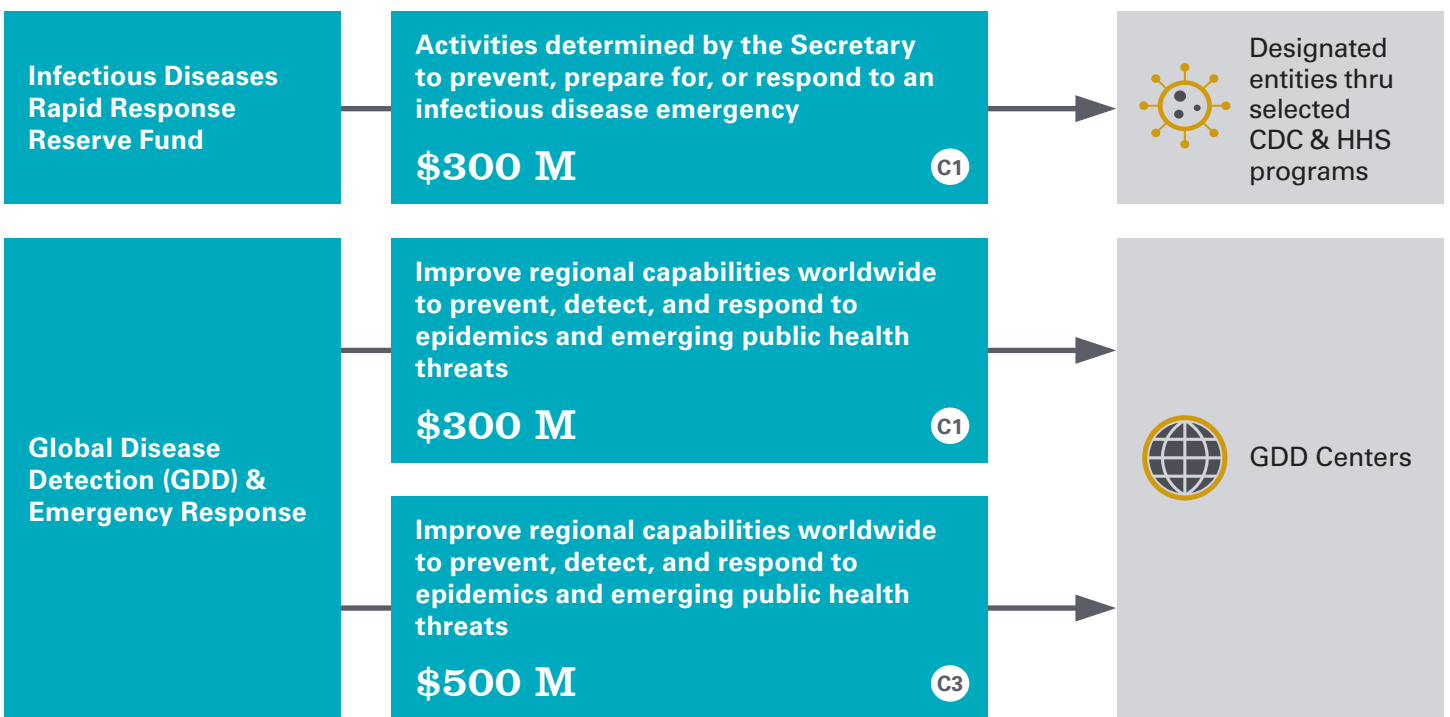 Infectious Diseases
Rapid Response
Reserve Fund
Activities determined by the Secretary
to prevent, prepare for, or respond to an
infectious disease emergency
$300 M
C1
Designated
entities thru
selected
CDC & HHS
programs
Global Disease
Detection (GDD) &
Emergency Response
Improve regional capabilities worldwide
to prevent, detect, and respond to
epidemics and emerging public health
threats
$300 M
C1
Improve regional capabilities worldwide
to prevent, detect, and respond to
epidemics and emerging public health
threats
$500 M
C3
GDD Centers